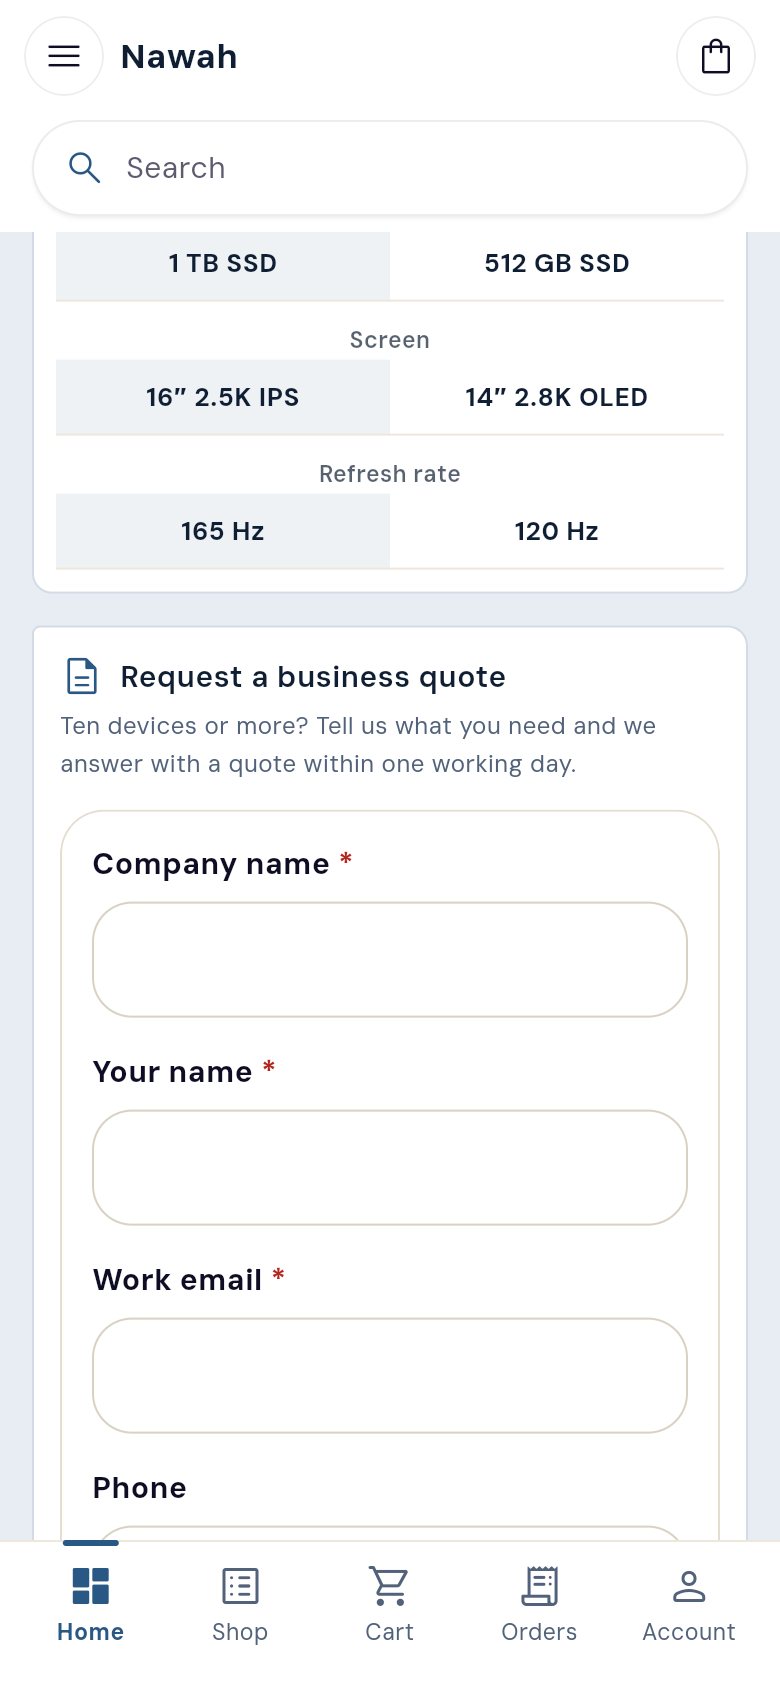 Nawah
Search
1 TB SSD
512 GB SSD
Screen
16″ 2.5K IPS
14″ 2.8K OLED
Refresh rate
165 Hz
120 Hz
Request a business quote
Ten devices or more? Tell us what you need and we
answer with a quote within one working day.
Company name *
Your name *
Work email *
Phone
Home
Shop
Cart
Orders
Account